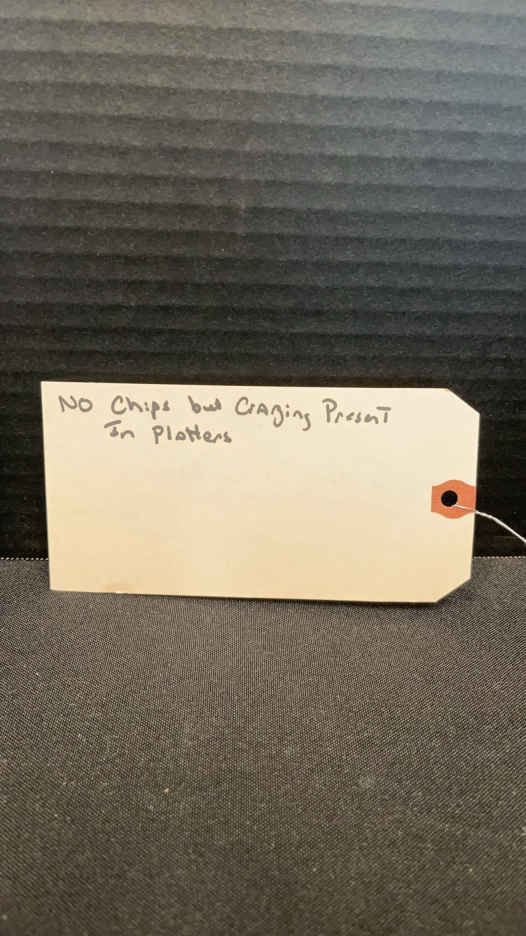 No Chips but Crazing Present
In Platters